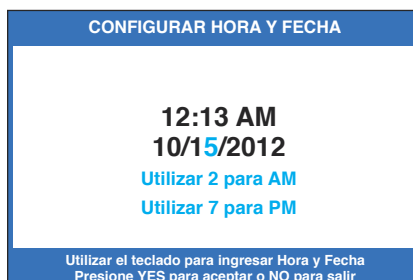 CONFIGURAR HORA Y FECHA
12:13 AM
10/15/2012
Utilizar 2 para AM
Utilizar 7 para PM
Utilizar el teclado para ingresar Hora y Fecha
Presione YES para aceptar o NO para salir